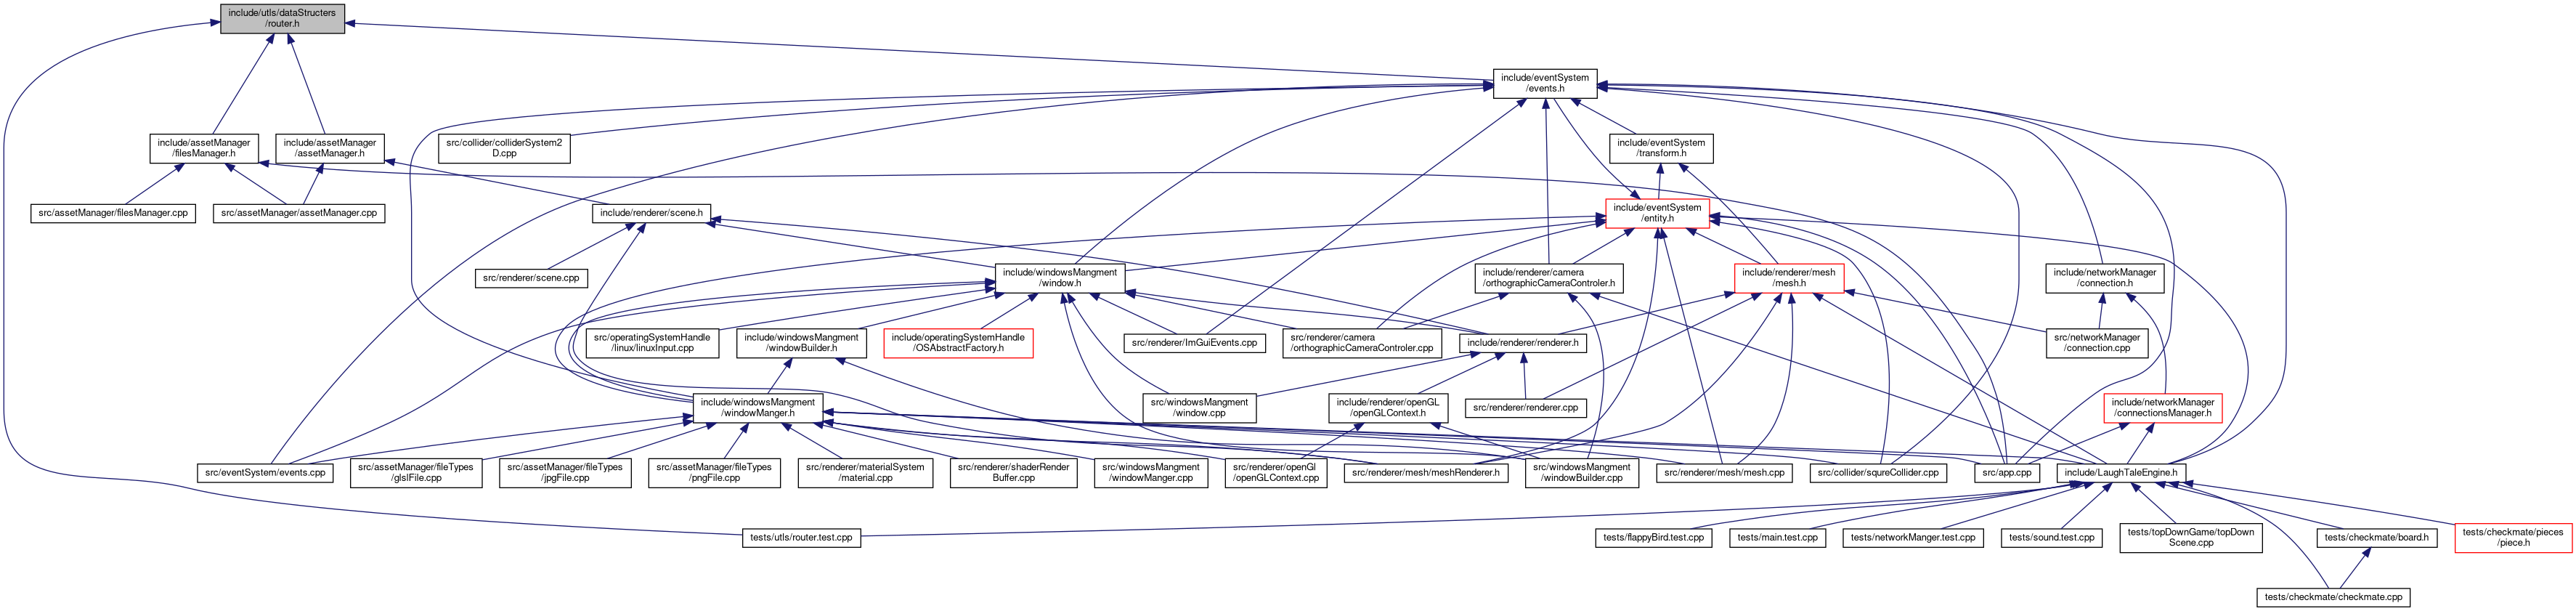 include/utls/dataStructers
/router.h
include/eventSystem
/events.h
include/assetManager
/filesManager.h
include/assetManager
/assetManager.h
src/collider/colliderSystem2
D.cpp
include/eventSystem
/transform.h
src/assetManager/filesManager.cpp
src/assetManager/assetManager.cpp
include/renderer/scene.h
include/eventSystem
/entity.h
src/renderer/scene.cpp
include/windowsMangment
/window.h
include/renderer/camera
/orthographicCameraControler.h
include/renderer/mesh
/mesh.h
include/networkManager
/connection.h
src/operatingSystemHandle
/linux/linuxInput.cpp
include/windowsMangment
/windowBuilder.h
include/operatingSystemHandle
/OSAbstractFactory.h
src/renderer/ImGuiEvents.cpp
src/renderer/camera
/orthographicCameraControler.cpp
include/renderer/renderer.h
src/networkManager
/connection.cpp
include/windowsMangment
/windowManger.h
src/windowsMangment
/window.cpp
include/renderer/openGL
/openGLContext.h
src/renderer/renderer.cpp
include/networkManager
/connectionsManager.h
src/eventSystem/events.cpp
src/assetManager/fileTypes
/glslFile.cpp
src/assetManager/fileTypes
/jpgFile.cpp
src/assetManager/fileTypes
/pngFile.cpp
src/renderer/materialSystem
/material.cpp
src/renderer/shaderRender
Buffer.cpp
src/windowsMangment
/windowManger.cpp
src/renderer/openGl
/openGLContext.cpp
src/renderer/mesh/meshRenderer.h
src/windowsMangment
/windowBuilder.cpp
src/renderer/mesh/mesh.cpp
src/collider/squreCollider.cpp
src/app.cpp
include/LaughTaleEngine.h
tests/utls/router.test.cpp
tests/flappyBird.test.cpp
tests/main.test.cpp
tests/networkManger.test.cpp
tests/sound.test.cpp
tests/topDownGame/topDown
Scene.cpp
tests/checkmate/board.h
tests/checkmate/pieces
/piece.h
tests/checkmate/checkmate.cpp